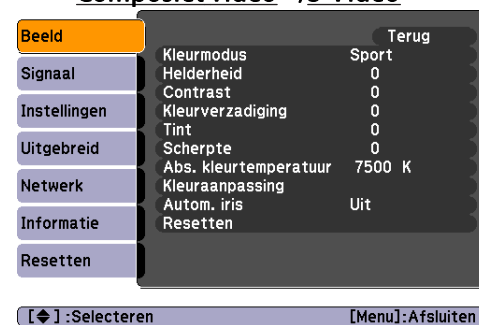 Composiet video /S-Video
Beeld
Signaal
Instellingen
Uitgebreid
Netwerk
Informatie
Resetten
Terug
Kleurmodus Sport
Helderheid 0
Contrast 0
Kleurverzadiging 0
Tint 0
Scherpte 0
Abs. kleurtemperatuur 7500 K
Kleuraanpassing
Autom. iris Uit
Resetten
[◆] :Selecteren [Menu]:Afsluiten